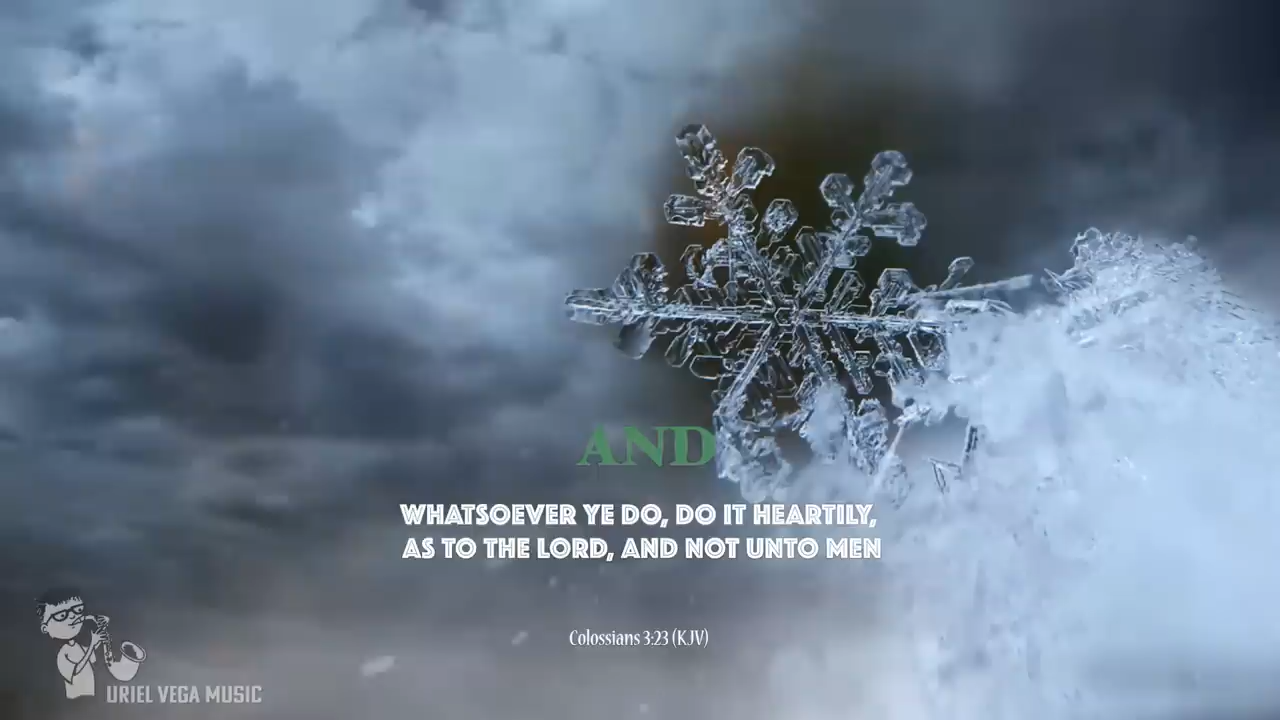 AND
WHATSOEVER YE DO, DO IT HEARTILY,
AS TO THE LORD, AND NOT UNTO MEN
Colossians 3:23 (KJV)
URIEL VEGA MUSIC